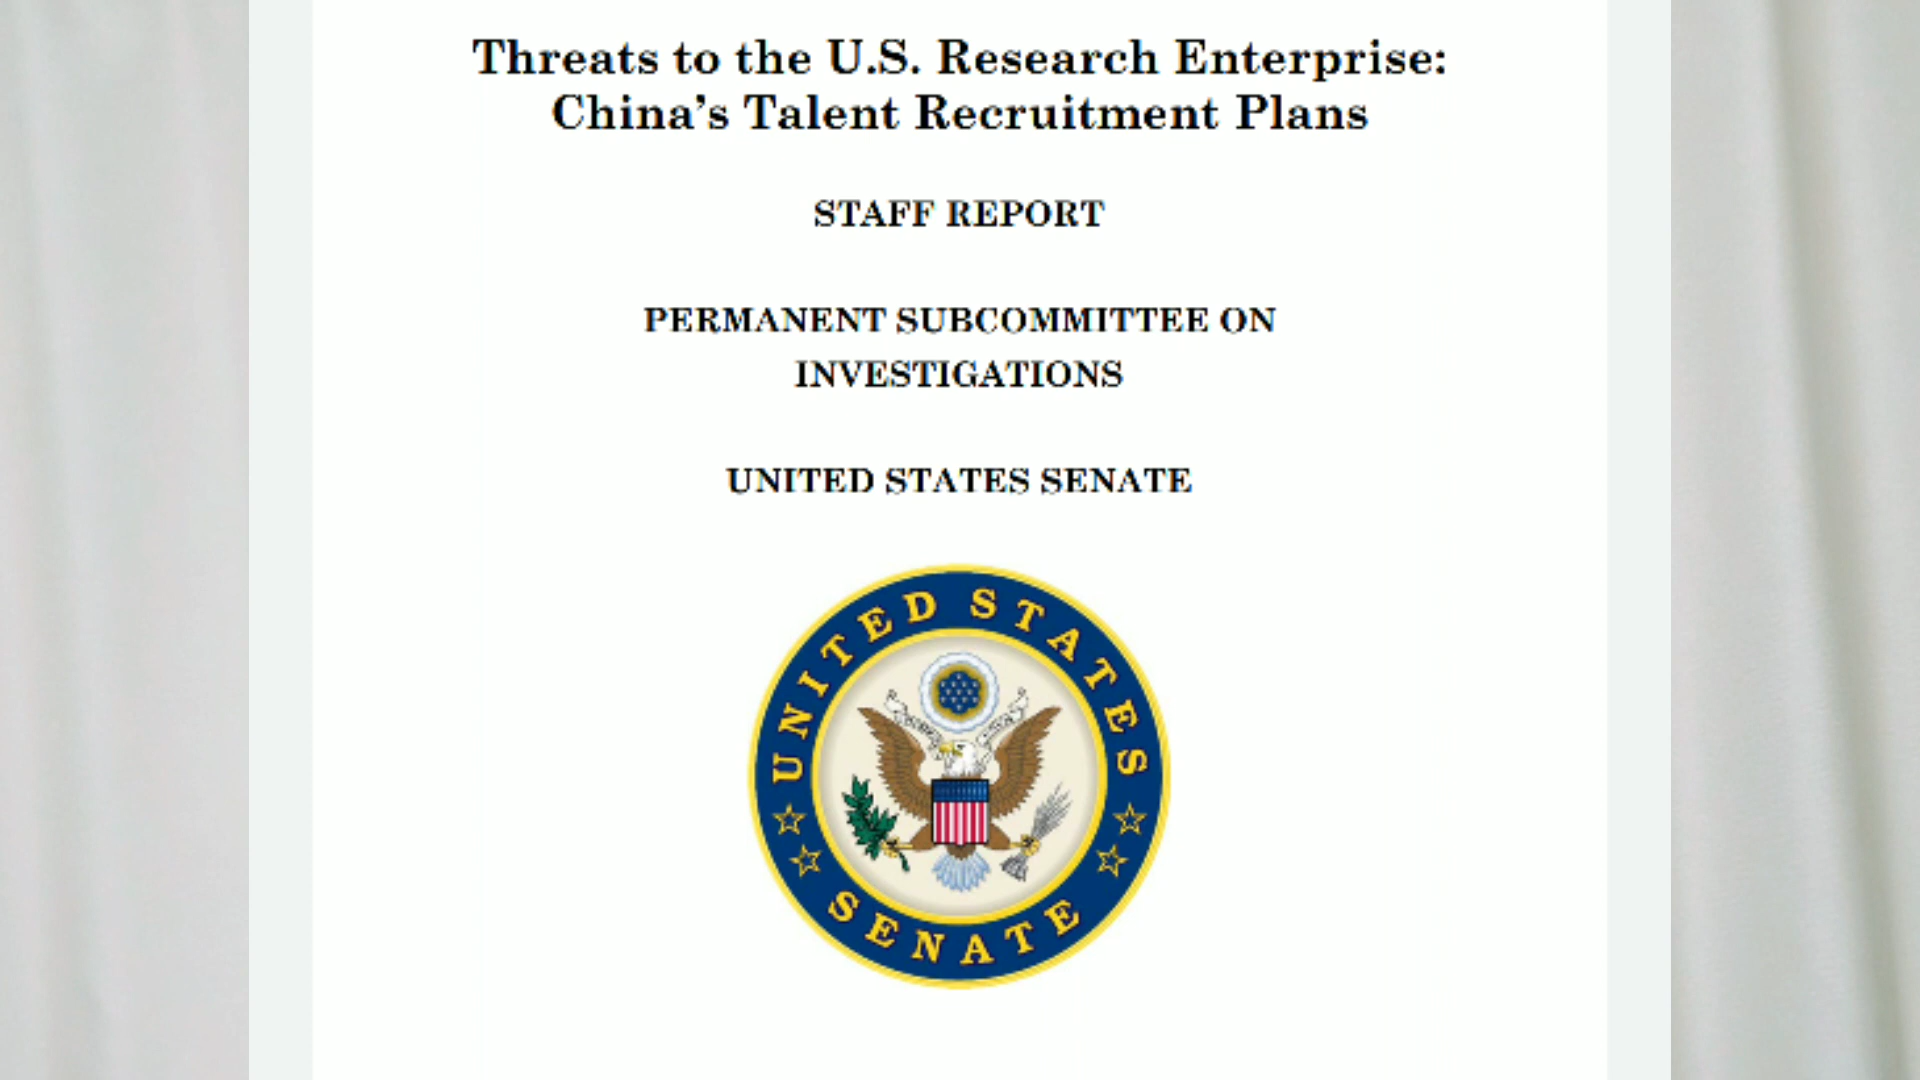 Threats to the U.S. Research Enterprise:
China’s Talent Recruitment Plans
STAFF REPORT
PERMANENT SUBCOMMITTEE ON
INVESTIGATIONS
UNITED STATES SENATE
UNITED STATES
SENATE